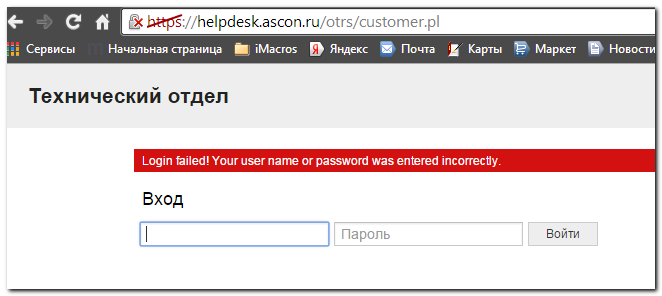 https://helpdesk.ascon.ru/otrs/customer.pl
Сервисы Начальная страница iMacros Яндекс Почта Карты Маркет Новости
Технический отдел
Login failed! Your user name or password was entered incorrectly.
Вход
Пароль Войти